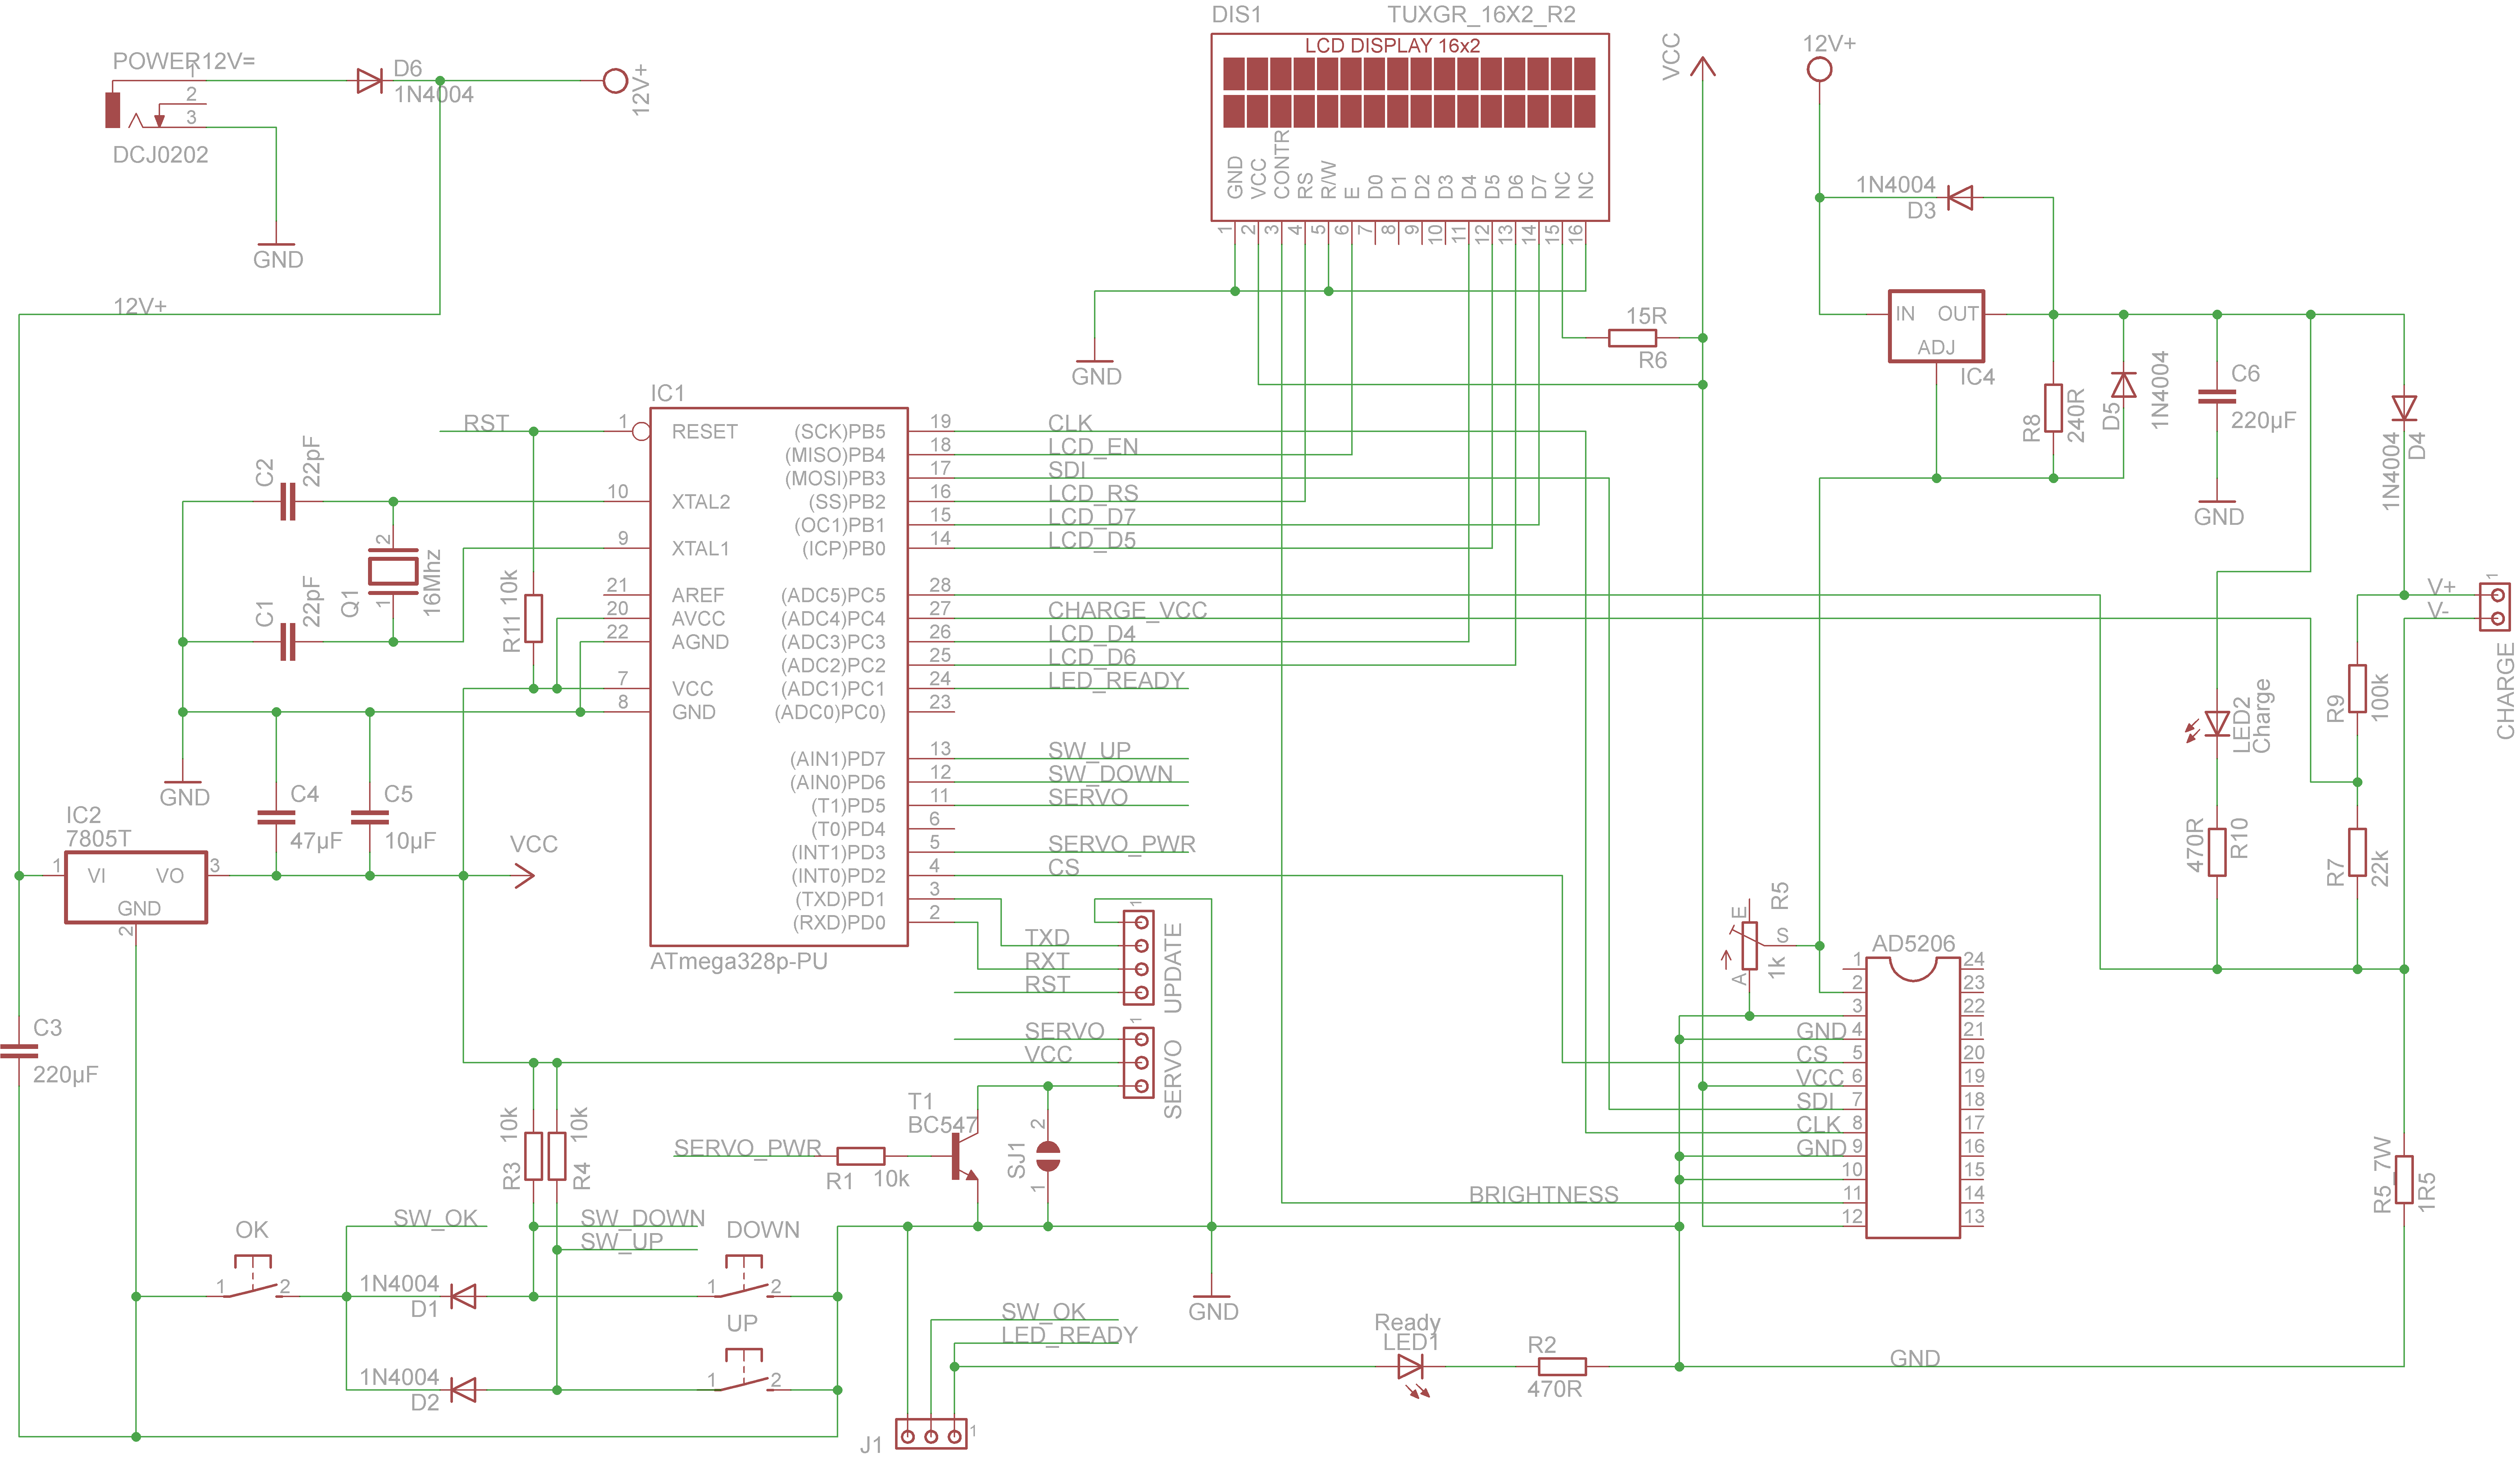 DIS1 TUXGR_16X2_R2
LCD DISPLAY 16x2
GND VCC CONTR RS R/W E D0 D1 D2 D3 D4 D5 D6 D7 NC NC
1 2 3 4 5 6 7 8 9 10 11 12 13 14 15 16
POWER12V=
1
2
3
DCJ0202
D6
1N4004
12V+
GND
12V+
VCC
15R
R6
GND
12V+
1N4004
D3
IN OUT
ADJ
IC4
R8
240R
D5
1N4004
C6
220µF
GND
1N4004
D4
IC1
RST 1 RESET
10 XTAL2
9 XTAL1
21 AREF
20 AVCC
22 AGND
7 VCC
8 GND
(SCK)PB5 19 CLK
(MISO)PB4 18 LCD_EN
(MOSI)PB3 17 SDI
(SS)PB2 16 LCD_RS
(OC1)PB1 15 LCD_D7
(ICP)PB0 14 LCD_D5
(ADC5)PC5 28
(ADC4)PC4 27 CHARGE_VCC
(ADC3)PC3 26 LCD_D4
(ADC2)PC2 25 LCD_D6
(ADC1)PC1 24 LED_READY
(ADC0)PC0) 23
(AIN1)PD7 13 SW_UP
(AIN0)PD6 12 SW_DOWN
(T1)PD5 11 SERVO
(T0)PD4 6
(INT1)PD3 5 SERVO_PWR
(INT0)PD2 4 CS
(TXD)PD1 3
(RXD)PD0 2
ATmega328p-PU
C2
22pF
C1
22pF
Q1
2
1
16Mhz
R11
10k
GND
C4
47µF
C5
10µF
IC2
7805T
1 VI VO 3
GND
2
VCC
C3
220µF
1
TXD
RXT
RST
UPDATE
1
SERVO
VCC
SERVO
T1
BC547
SERVO_PWR
R1 10k
SJ1
2
1
R3
10k
R4
10k
OK
1 2
SW_OK
SW_DOWN
SW_UP
DOWN
1 2
UP
1 2
1N4004
D1
1N4004
D2
GND
SW_OK
LED_READY
J1
1
Ready
LED1
R2
470R
GND
BRIGHTNESS
R5
E
S
A
1k
AD5206
1 24
2 23
3 22
GND 4 21
CS 5 20
VCC 6 19
SDI 7 18
CLK 8 17
GND 9 16
10 15
11 14
12 13
V+
V-
1
CHARGE
R9
100k
R7
22k
LED2
Charge
470R
R10
R5_7W
1R5